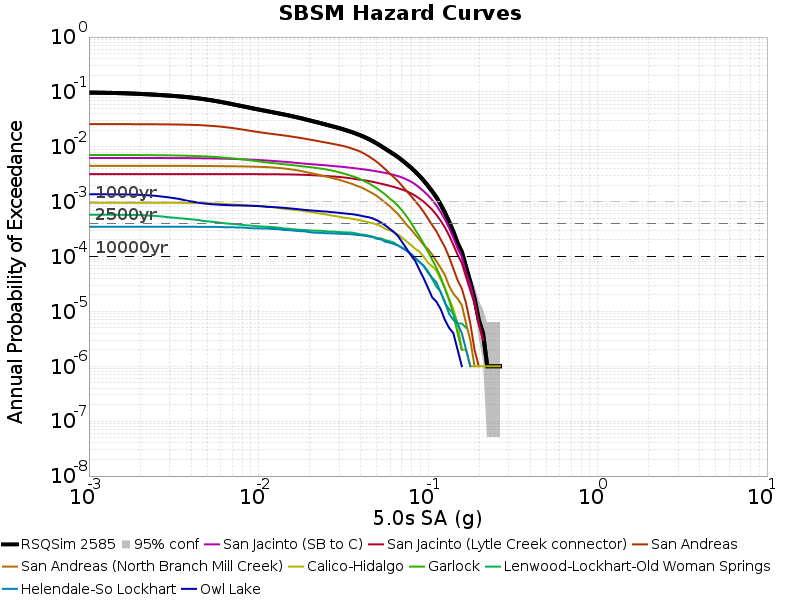 SBSM Hazard Curves
Annual Probability of Exceedance
10^0
10^-1
10^-2
10^-3
10^-4
10^-5
10^-6
10^-7
10^-8
1000yr
2500yr
10000yr
10^-3 10^-2 10^-1 10^0 10^1
5.0s SA (g)
RSQSim 2585 95% conf San Jacinto (SB to C) San Jacinto (Lytle Creek connector) San Andreas
San Andreas (North Branch Mill Creek) Calico-Hidalgo Garlock Lenwood-Lockhart-Old Woman Springs
Helendale-So Lockhart Owl Lake